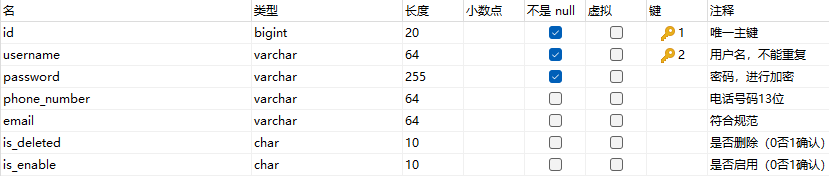 名 类型 长度 小数点 不是 null 虚拟 键 注释
id bigint 20 1 唯一主键
username varchar 64 2 用户名，不能重复
password varchar 255 密码，进行加密
phone_number varchar 64 电话号码13位
email varchar 64 符合规范
is_deleted char 10 是否删除（0否1确认）
is_enable char 10 是否启用（0否1确认）